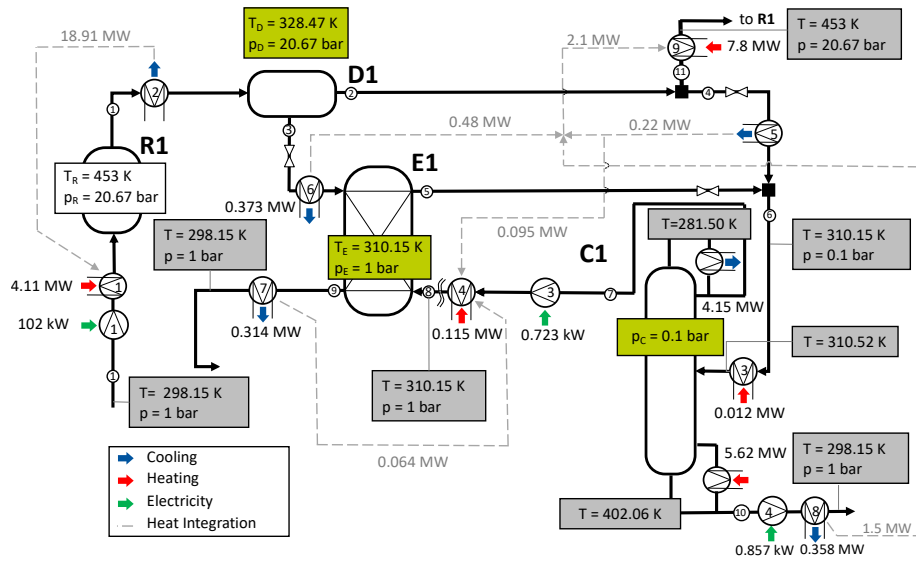 18.91 MW
T_D = 328.47 K
p_D = 20.67 bar
to R1
T = 453 K
p = 20.67 bar
2.1 MW
9
7.8 MW
11
D1
2
2
4
1
3
0.48 MW
0.22 MW
5
R1
E1
T_R = 453 K
p_R = 20.67 bar
6
5
6
0.373 MW
T = 298.15 K
p = 1 bar
0.095 MW
T=281.50 K
T = 310.15 K
p = 0.1 bar
T_E = 310.15 K
p_E = 1 bar
C1
4.11 MW
1
7
9
8
4
3
7
4.15 MW
102 kW
1
0.314 MW
0.115 MW
0.723 kW
p_C = 0.1 bar
T = 310.52 K
1
T= 298.15 K
p = 1 bar
T = 310.15 K
p = 1 bar
3
0.012 MW
0.064 MW
5.62 MW
T = 298.15 K
p = 1 bar
Cooling
Heating
Electricity
Heat Integration
T = 402.06 K
10
4
8
1.5 MW
0.857 kW
0.358 MW